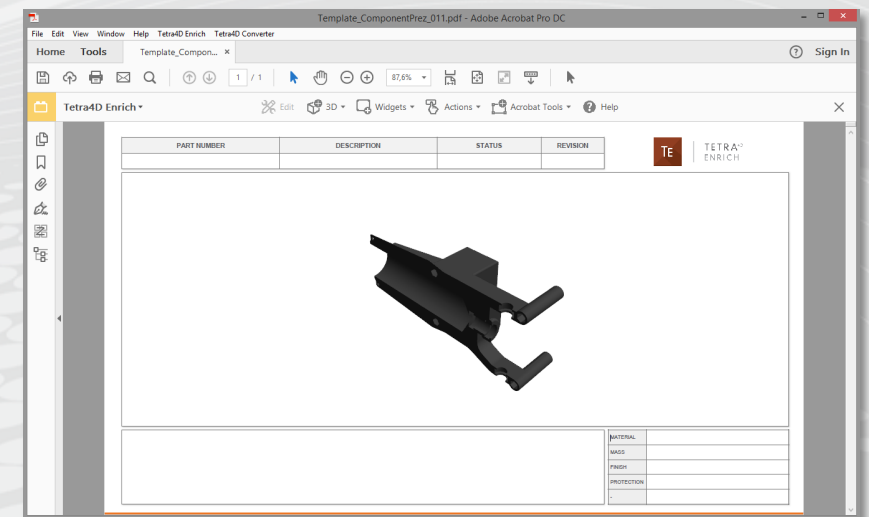 Template_ComponentPrez_011.pdf - Adobe Acrobat Pro DC
File Edit View Window Help Tetra4D Enrich Tetra4D Converter
Home Tools Template_Compon... × ? Sign In
1 / 1 87,6%
Tetra4D Enrich Edit 3D Widgets Actions Acrobat Tools Help
PART NUMBER DESCRIPTION STATUS REVISION
TE TETRA4D
ENRICH
MATERIAL
MASS
FINISH
PROTECTION
-